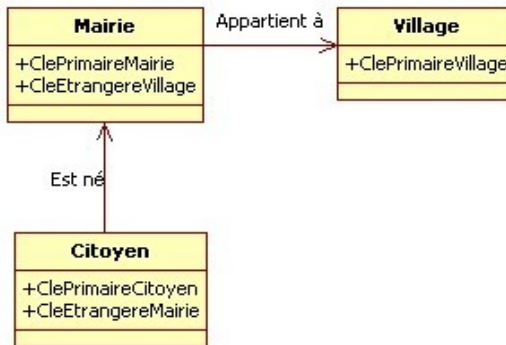 Mairie
+ClePrimaireMairie
+CleEtrangereVillage
Appartient à
Village
+ClePrimaireVillage
Est né
Citoyen
+ClePrimaireCitoyen
+CleEtrangereMairie